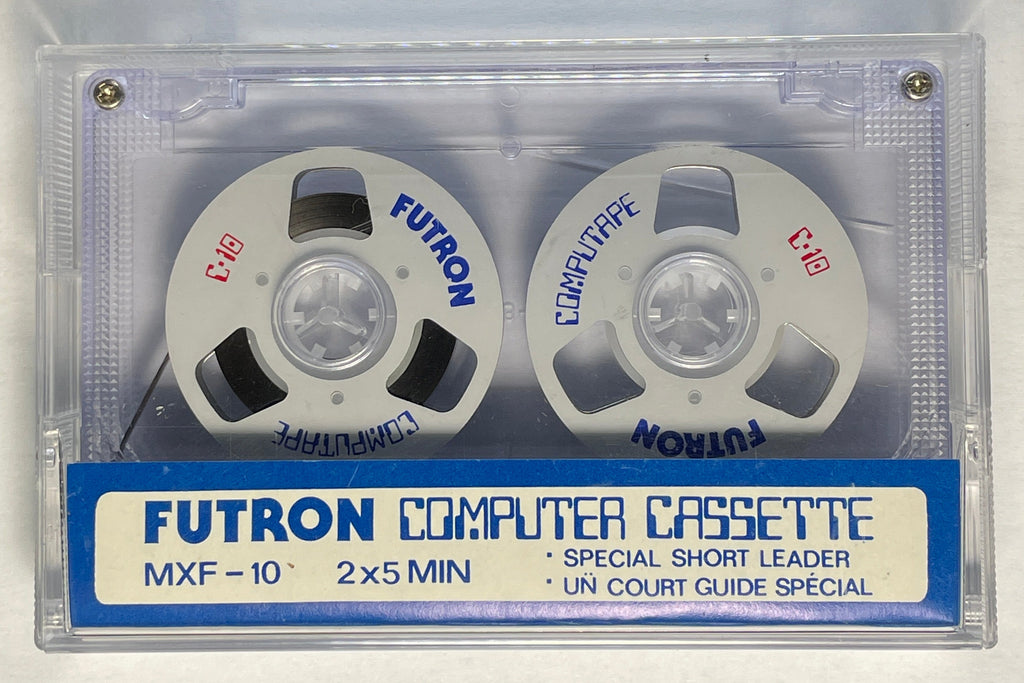 C-10
FUTRON
COMPUTAPE
COMPUTAPE
C-10
FUTRON
FUTRON COMPUTER CASSETTE
MXF-10 2x5 MIN
· SPECIAL SHORT LEADER
· UN̈ COURT GUIDE SPÉCIAL